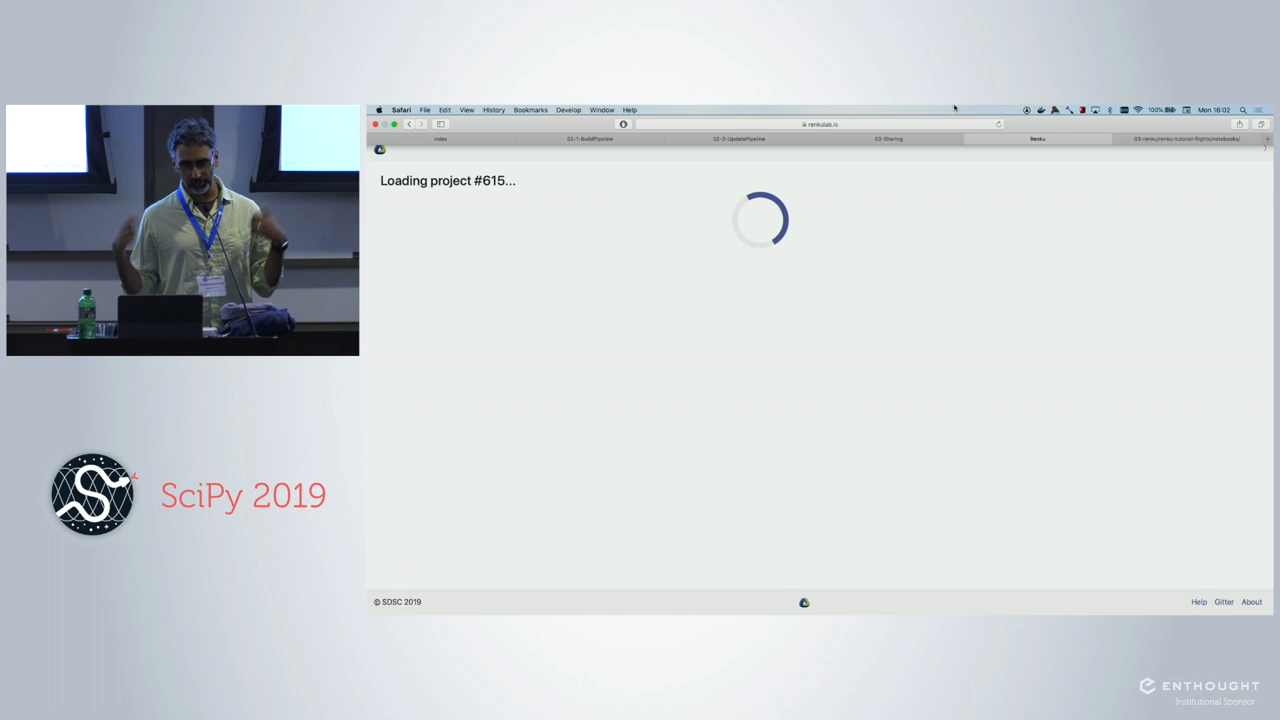 Safari File Edit View History Bookmarks Develop Window Help 100% Mon 16:02
renkulab.io
index 02-1-BuildPipeline 02-2-UpdatePipeline 03-Sharing Renku 03-renku/renku-tutorial-flights/notebooks/
Loading project #615...
SciPy 2019
© SDSC 2019 Help Gitter About
ENTHOUGHT
Institutional Sponsor